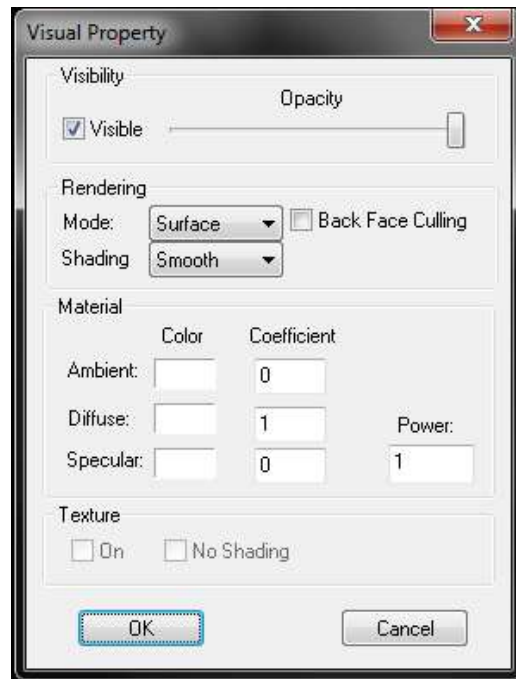 Visual Property
Visibility
Opacity
Visible
Rendering
Mode: Surface Back Face Culling
Shading Smooth
Material
Color Coefficient
Ambient: 0
Diffuse: 1 Power:
Specular: 0 1
Texture
On No Shading
OK Cancel